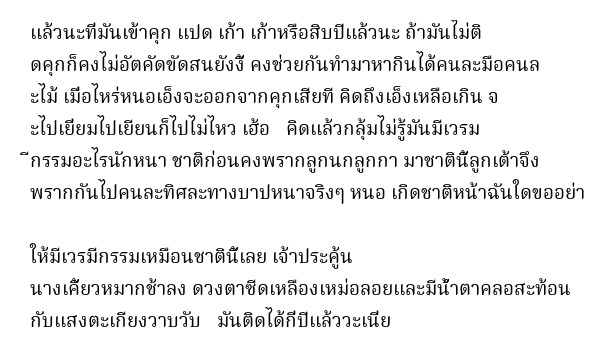 แล้วนะที่มันเข้าคุก แปด เก้า เก้าหรือสิบปีแล้วนะ ถ้ามันไม่ติ
ดคุกก็คงไม่อัตคัดขัดสนยังงี้ คงช่วยกันทำมาหากินได้คนละมือคนล
ะไม้ เมื่อไหร่หนอเอ็งจะออกจากคุกเสียที คิดถึงเอ็งเหลือเกิน จ
ะไปเยี่ยมไปเยียนก็ไปไม่ไหว เฮ้อ คิดแล้วกลุ้มไม่รู้มันมีเวรม
ีกรรมอะไรนักหนา ชาติก่อนคงพรากลูกนกลูกกา มาชาตินี้ลูกเต้าจึง
พรากกันไปคนละทิศละทางบาปหนาจริงๆ หนอ เกิดชาติหน้าฉันใดขออย่า
ให้มีเวรมีกรรมเหมือนชาตินี้เลย เจ้าประคู้น
นางเคี้ยวหมากช้าลง ดวงตาซีดเหลืองเหม่อลอยและมีน้ำตาคลอสะท้อน
กับแสงตะเกียงวาบวับ มันติดได้กี่ปีแล้ววะเนีย